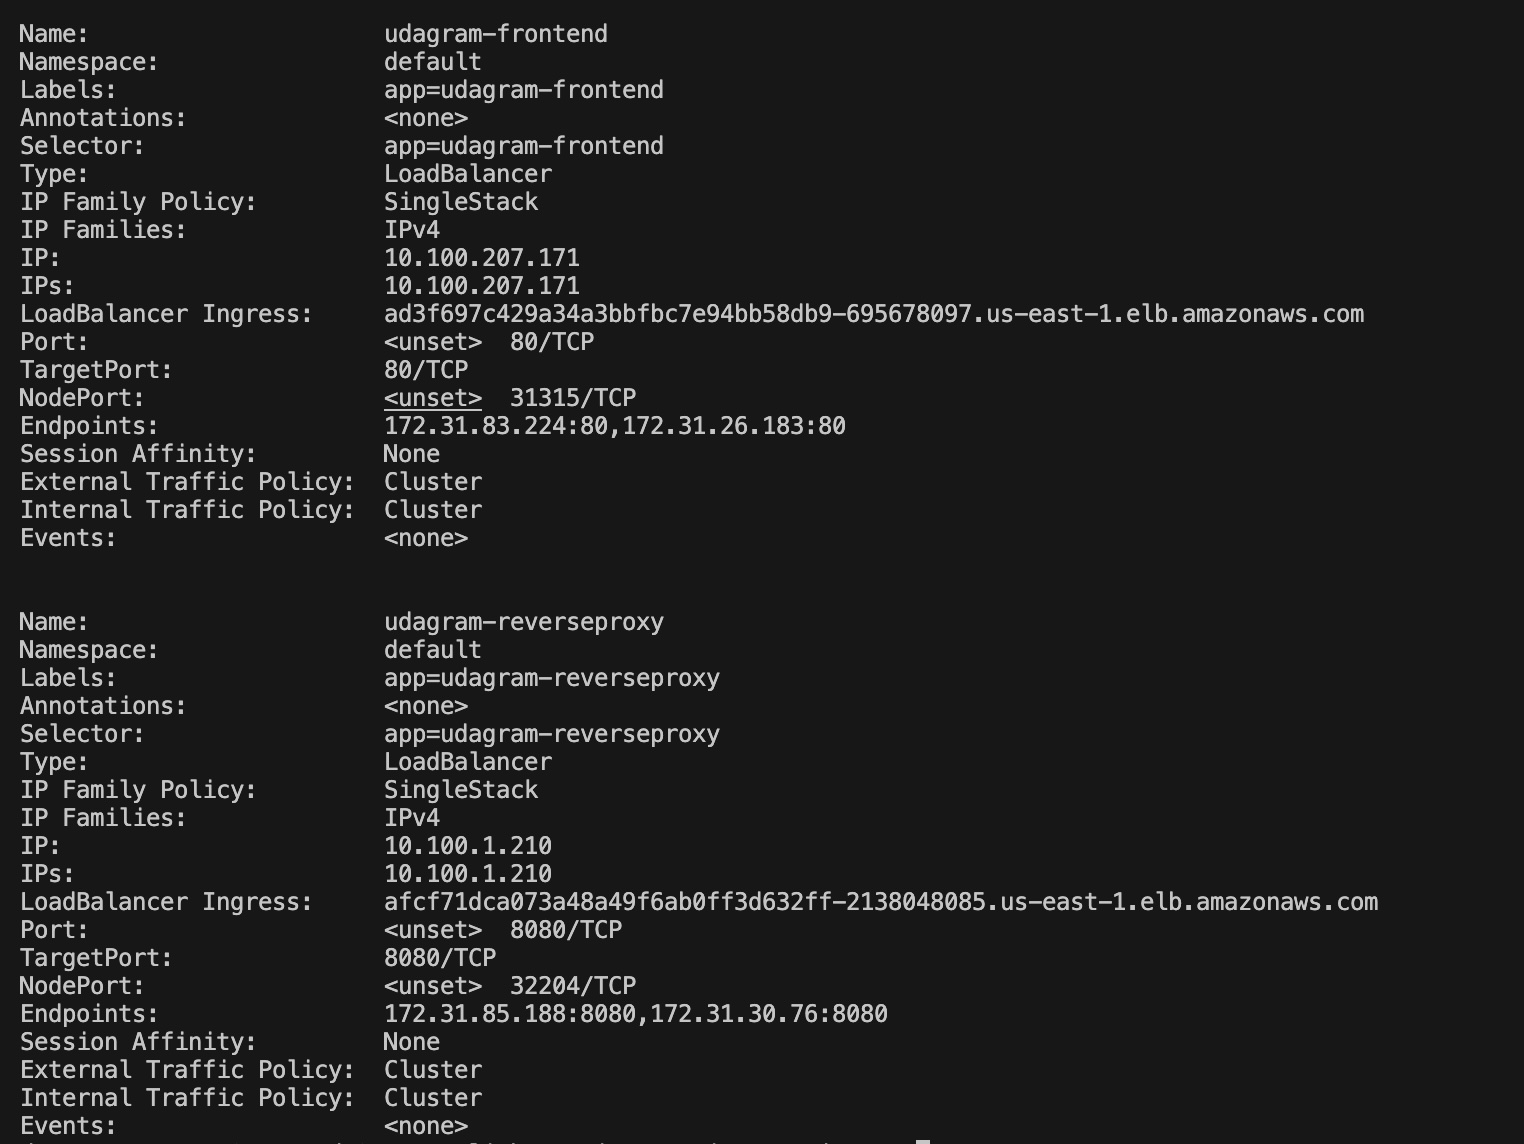 Name: udagram-frontend
Namespace: default
Labels: app=udagram-frontend
Annotations: <none>
Selector: app=udagram-frontend
Type: LoadBalancer
IP Family Policy: SingleStack
IP Families: IPv4
IP: 10.100.207.171
IPs: 10.100.207.171
LoadBalancer Ingress: ad3f697c429a34a3bbfbc7e94bb58db9-695678097.us-east-1.elb.amazonaws.com
Port: <unset> 80/TCP
TargetPort: 80/TCP
NodePort: <unset> 31315/TCP
Endpoints: 172.31.83.224:80,172.31.26.183:80
Session Affinity: None
External Traffic Policy: Cluster
Internal Traffic Policy: Cluster
Events: <none>
Name: udagram-reverseproxy
Namespace: default
Labels: app=udagram-reverseproxy
Annotations: <none>
Selector: app=udagram-reverseproxy
Type: LoadBalancer
IP Family Policy: SingleStack
IP Families: IPv4
IP: 10.100.1.210
IPs: 10.100.1.210
LoadBalancer Ingress: afcf71dca073a48a49f6ab0ff3d632ff-2138048085.us-east-1.elb.amazonaws.com
Port: <unset> 8080/TCP
TargetPort: 8080/TCP
NodePort: <unset> 32204/TCP
Endpoints: 172.31.85.188:8080,172.31.30.76:8080
Session Affinity: None
External Traffic Policy: Cluster
Internal Traffic Policy: Cluster
Events: <none>